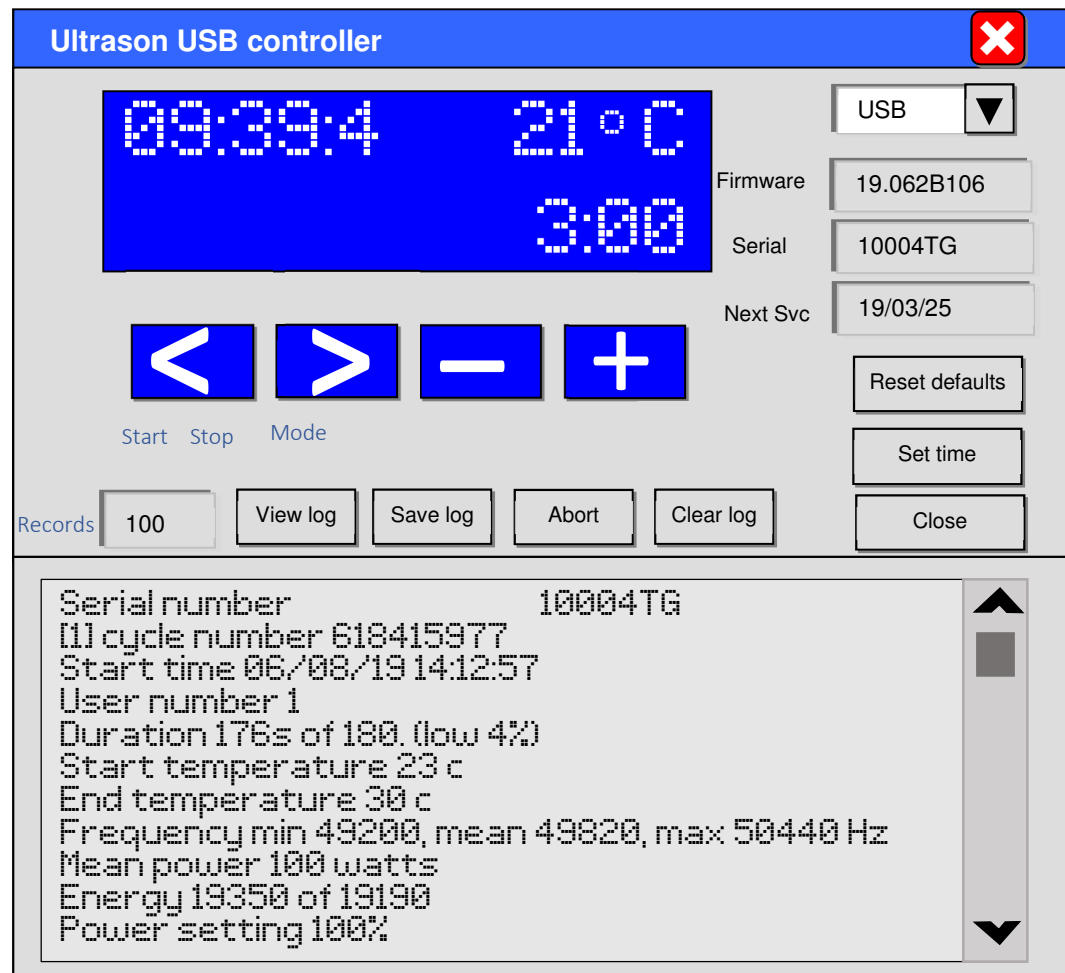 Ultrason USB controller
09:39:4 21°C
3:00
USB
Firmware 19.062B106
Serial 10004TG
Next Svc 19/03/25
< > − +
Start Stop Mode
Reset defaults
Set time
Records 100 View log Save log Abort Clear log Close
Serial number 10004TG
[1] cycle number 618415977
Start time 06/08/19 14:12:57
User number 1
Duration 176s of 180. (low 4%)
Start temperature 23 c
End temperature 30 c
Frequency min 49200, mean 49820, max 50440 Hz
Mean power 100 watts
Energy 19350 of 19190
Power setting 100%